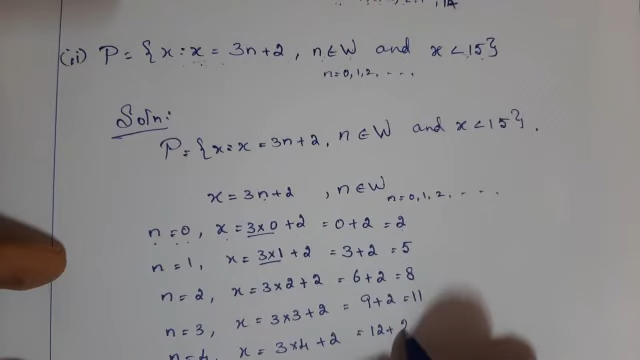 (ii) P = {x : x = 3n+2, n ∈ W and x < 15}
n=0,1,2, ....
Soln:
P = {x : x = 3n+2, n ∈ W and x < 15}.
x = 3n+2 , n ∈ W
n=0,1,2, ....
n=0, x = 3×0+2 = 0+2 = 2
n=1, x = 3×1+2 = 3+2 = 5
n=2, x = 3×2+2 = 6+2 = 8
n=3, x = 3×3+2 = 9+2 = 11
n=4, x = 3×4+2 = 12+2